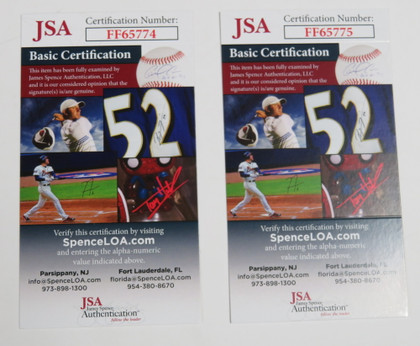 JSA
Certification Number:
FF65774
Basic Certification
This item has been fully examined by
James Spence Authentication, LLC
and it is our considered opinion that the
signature(s) is/are genuine.
52
Verify this certification by visiting
SpenceLOA.com
and entering the alpha-numeric
value indicated above.
Parsippany, NJ
info@SpenceLOA.com
973-898-1300
Fort Lauderdale, FL
florida@SpenceLOA.com
954-380-8670
JSA
James Spence
Authentication
JSA
Certification Number:
FF65775
Basic Certification
This item has been fully examined by
James Spence Authentication, LLC
and it is our considered opinion that the
signature(s) is/are genuine.
52
Verify this certification by visiting
SpenceLOA.com
and entering the alpha-numeric
value indicated above.
Parsippany, NJ
info@SpenceLOA.com
973-898-1300
Fort Lauderdale, FL
florida@SpenceLOA.com
954-380-8670
JSA
James Spence
Authentication